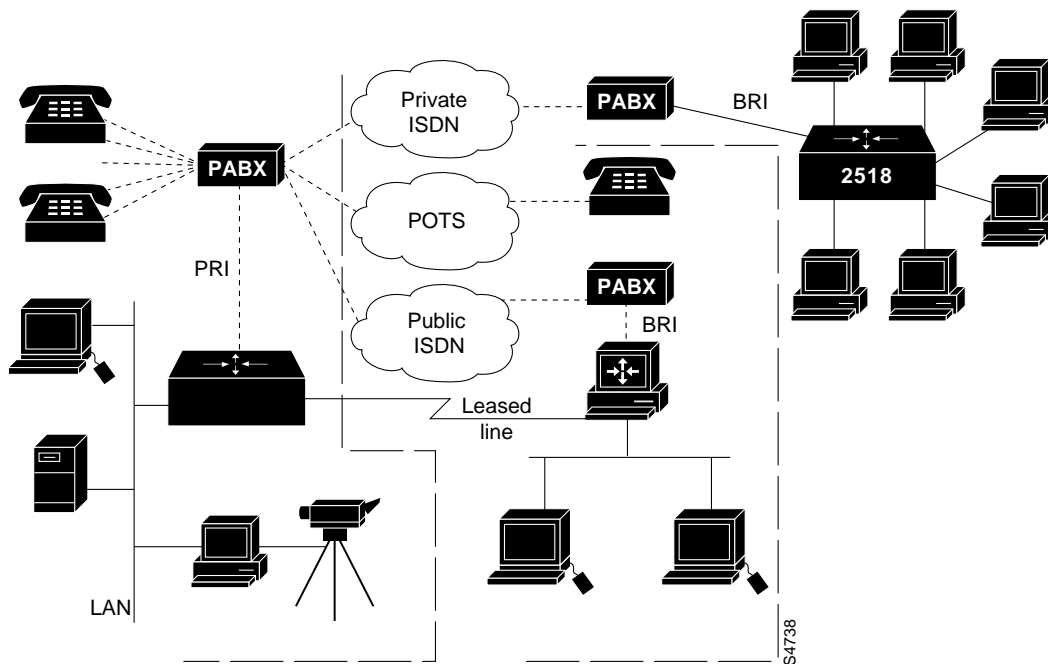 Private
ISDN
PABX
BRI
PABX
2518
POTS
PRI
PABX
Public
ISDN
BRI
Leased
line
LAN
S4738